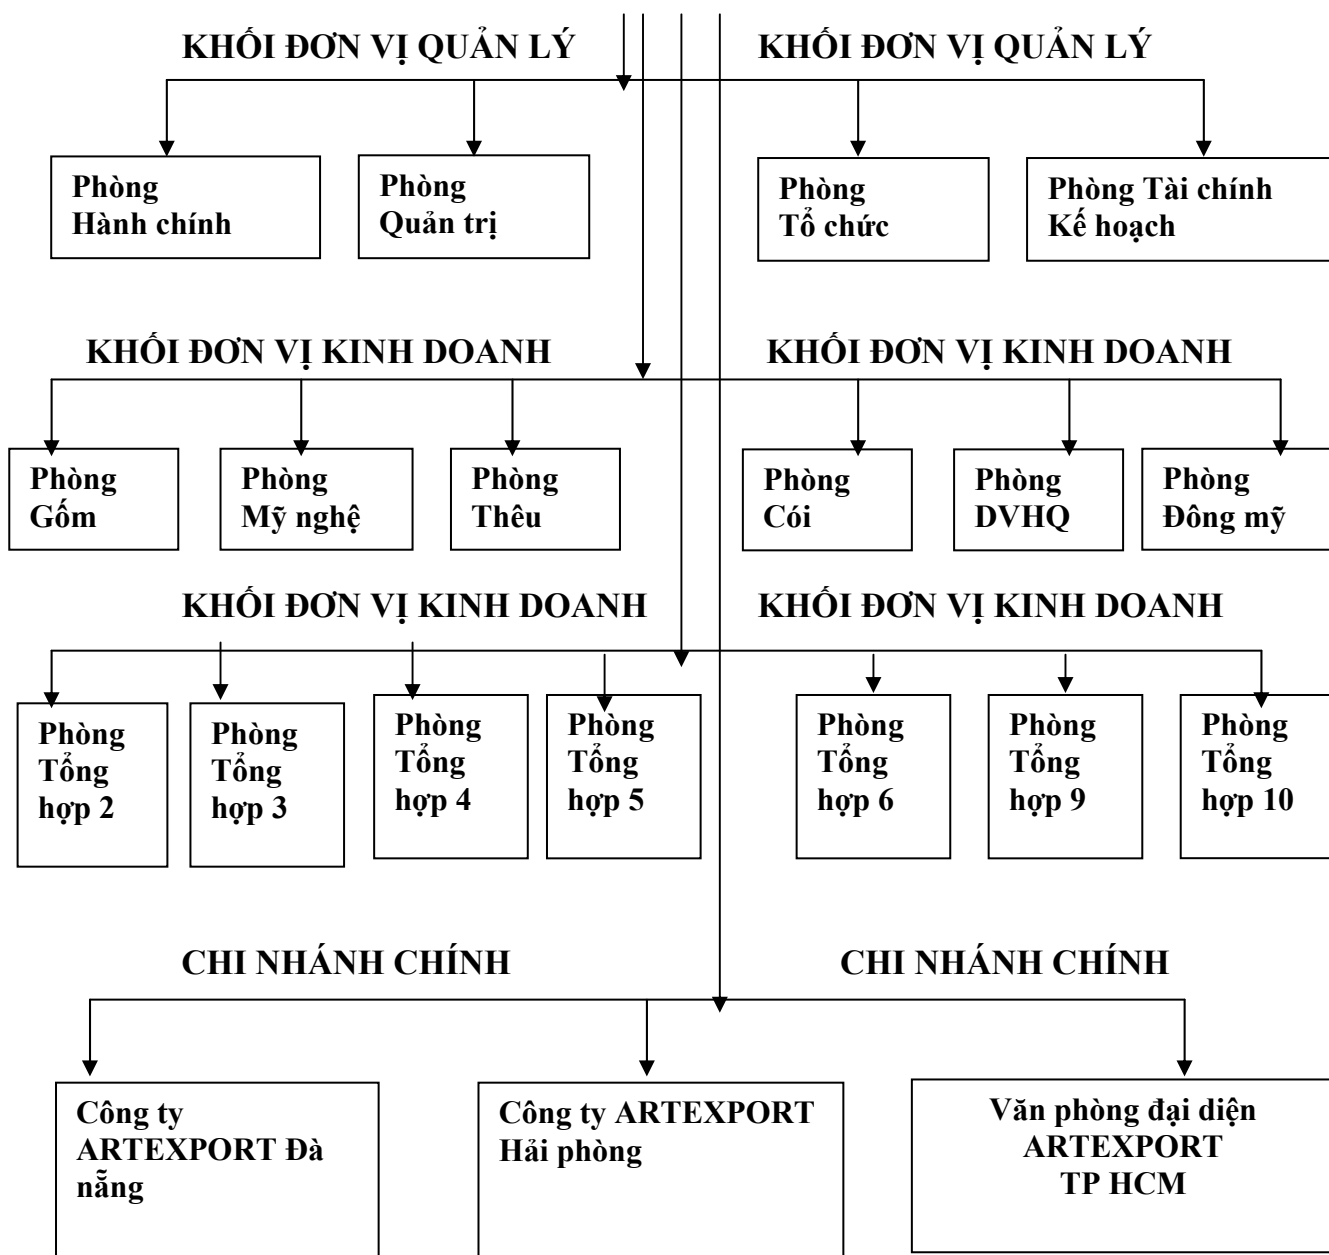 KHỐI ĐƠN VỊ QUẢN LÝ
KHỐI ĐƠN VỊ QUẢN LÝ
Phòng
Hành chính
Phòng
Quản trị
Phòng
Tổ chức
Phòng Tài chính
Kế hoạch
KHỐI ĐƠN VỊ KINH DOANH
KHỐI ĐƠN VỊ KINH DOANH
Phòng
Gốm
Phòng
Mỹ nghệ
Phòng
Thêu
Phòng
Cói
Phòng
DVHQ
Phòng
Đông mỹ
KHỐI ĐƠN VỊ KINH DOANH
KHỐI ĐƠN VỊ KINH DOANH
Phòng
Tổng
hợp 2
Phòng
Tổng
hợp 3
Phòng
Tổng
hợp 4
Phòng
Tổng
hợp 5
Phòng
Tổng
hợp 6
Phòng
Tổng
hợp 9
Phòng
Tổng
hợp 10
CHI NHÁNH CHÍNH
CHI NHÁNH CHÍNH
Công ty
ARTEXPORT Đà
nẵng
Công ty ARTEXPORT
Hải phòng
Văn phòng đại diện
ARTEXPORT
TP HCM